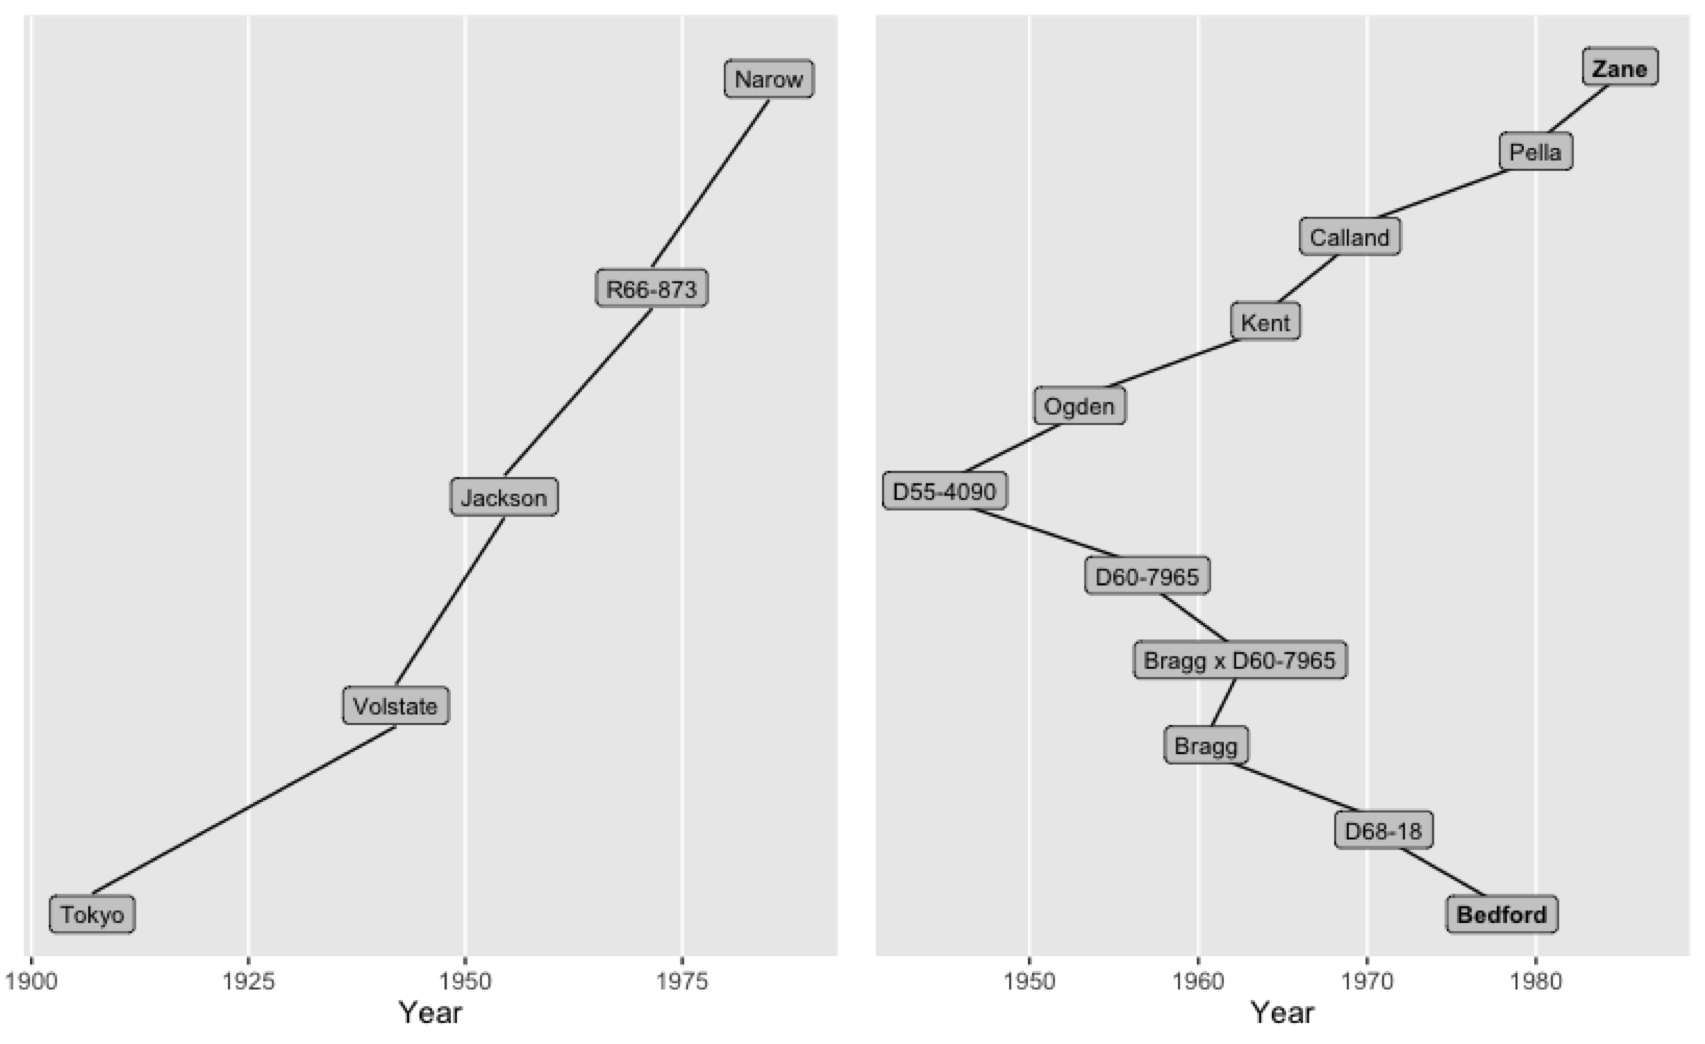 Narow
R66-873
Jackson
Volstate
Tokyo
1900 1925 1950 1975
Year
Zane
Pella
Calland
Kent
Ogden
D55-4090
D60-7965
Bragg x D60-7965
Bragg
D68-18
Bedford
1950 1960 1970 1980
Year